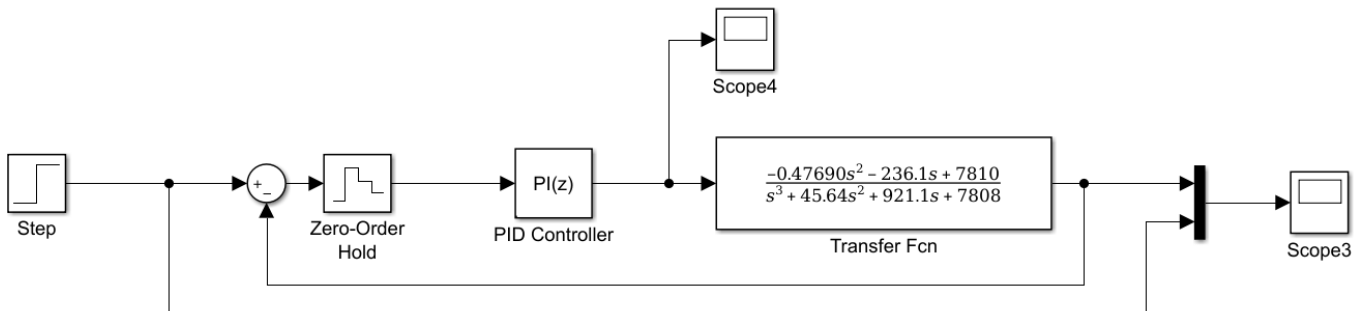 Scope4
+
−
PI(z)
−0.47690s² − 236.1s + 7810
s³ + 45.64s² + 921.1s + 7808
Step
Zero-Order
Hold
PID Controller
Transfer Fcn
Scope3